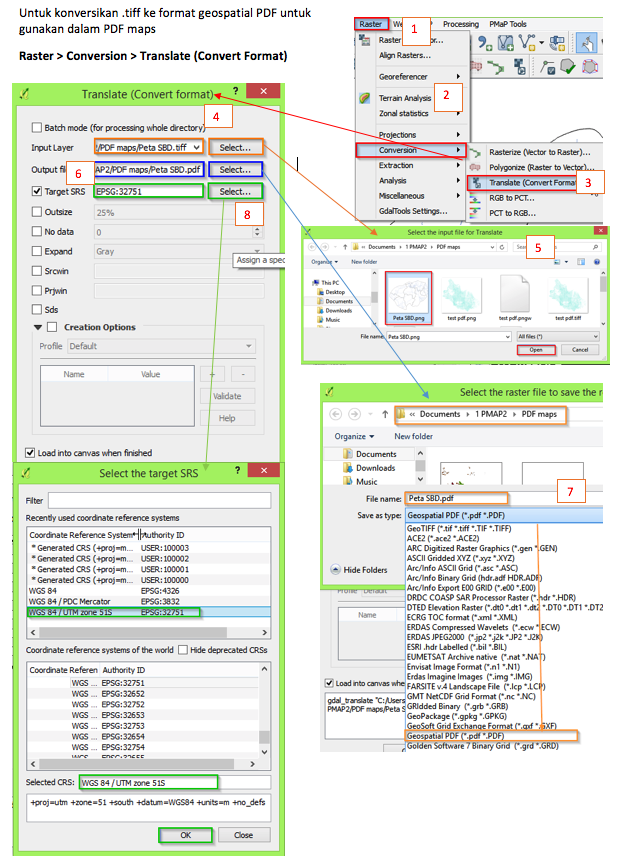 Untuk konversikan .tiff ke format geospatial PDF untuk
gunakan dalam PDF maps
Raster > Conversion > Translate (Convert Format)
Raster
Processing
PMaP Tools
1
Align Rasters...
Georeferencer
Terrain Analysis
2
Zonal statistics
Projections
Conversion
Extraction
Analysis
Miscellaneous
GdalTools Settings...
Rasterize (Vector to Raster)...
Polygonize (Raster to Vector)...
Translate (Convert Format
3
RGB to PCT...
PCT to RGB...
Translate (Convert format)
?
4
Batch mode (for processing whole directory)
Input Layer
:/PDF maps/Peta SBD.tiff
Select...
Output fil
6
AP2/PDF maps/Peta SBD.pdf
Select...
Target SRS
EPSG:32751
Select...
8
Outsize
25%
No data
0
Expand
Gray
Assign a spec
Srcwin
Prjwin
Sds
Creation Options
Profile
Default
Name
Value
+
-
Validate
Help
Load into canvas when finished
Select the input file for Translate
5
« Documents › 1 PMAP2 › PDF maps
Organize
New folder
This PC
Desktop
Documents
Downloads
Music
Peta SBD.png
test pdf.png
test pdf.pngw
test pdf.tiff
File name:
Peta SBD.png
All files (*)
Open
Cancel
Select the raster file to save the r
« Documents › 1 PMAP2 › PDF maps
Organize
New folder
Documents
Downloads
Music
7
File name:
Peta SBD.pdf
Save as type:
Geospatial PDF (*.pdf *.PDF)
GeoTIFF (*.tif *.tiff *.TIF *.TIFF)
ACE2 (*.ace2 *.ACE2)
ARC Digitized Raster Graphics (*.gen *.GEN)
ASCII Gridded XYZ (*.xyz *.XYZ)
Arc/Info ASCII Grid (*.asc *.ASC)
Arc/Info Binary Grid (hdr.adf HDR.ADF)
Arc/Info Export E00 GRID (*.e00 *.E00)
DRDC COASP SAR Processor Raster (*.hdr *.HDR)
DTED Elevation Raster (*.dt0 *.dt1 *.dt2 *.DT0 *.DT1 *.DT2
ECRG TOC format (*.xml *.XML)
ERDAS Compressed Wavelets (*.ecw *.ECW)
ERDAS JPEG2000 (*.jp2 *.j2k *.JP2 *.J2K)
ESRI .hdr Labelled (*.bil *.BIL)
EUMETSAT Archive native (*.nat *.NAT)
Envisat Image Format (*.n1 *.N1)
Erdas Imagine Images (*.img *.IMG)
FARSITE v.4 Landscape File (*.lcp *.LCP)
GMT NetCDF Grid Format (*.nc *.NC)
GRIdded Binary (*.grb *.GRB)
GeoPackage (*.gpkg *.GPKG)
GeoSoft Grid Exchange Format (*.gxf *.GXF)
Geospatial PDF (*.pdf *.PDF)
Golden Software 7 Binary Grid (*.grd *.GRD)
Hide Folders
Profile
Default
Name
Load into canvas whe
gdal_translate "C:/Users
PMAP2/PDF maps/Peta S
Select the target SRS
?
Filter
Recently used coordinate reference systems
Coordinate Reference System
Authority ID
* Generated CRS (+proj=m...
USER:100003
* Generated CRS (+proj=m...
USER:100002
* Generated CRS (+proj=m...
USER:100001
* Generated CRS (+proj=m...
USER:100000
WGS 84
EPSG:4326
WGS 84 / PDC Mercator
EPSG:3832
WGS 84 / UTM zone 51S
EPSG:32751
Coordinate reference systems of the world
Hide deprecated CRSs
Coordinate Referen
Authority ID
WGS ... EPSG:32751
WGS ... EPSG:32652
WGS ... EPSG:32752
WGS ... EPSG:32653
WGS ... EPSG:32753
WGS ... EPSG:32654
WGS ... EPSG:32754
WGS ... EPSG:32655
Selected CRS:
WGS 84 / UTM zone 51S
+proj=utm +zone=51 +south +datum=WGS84 +units=m +no_defs
OK
Close